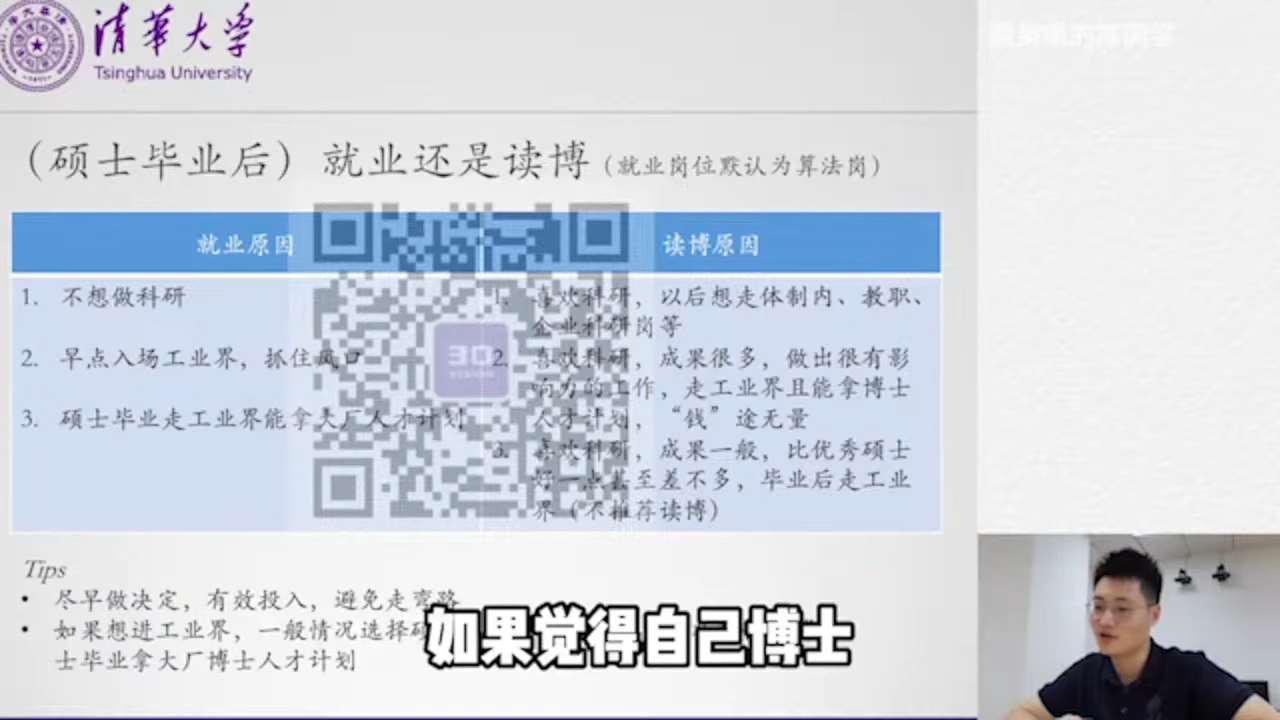 清华大学
Tsinghua University
（硕士毕业后）就业还是读博（就业岗位默认为算法岗）
就业原因
读博原因
1. 不想做科研
2. 早点入场工业界，抓住风口
3. 硕士毕业走工业界能拿大厂人才计划
1. 喜欢科研，以后想走体制内、教职、
企业科研岗等
2. 喜欢科研，成果很多，做出很有影
响力的工作，走工业界且能拿博士
人才计划，“钱”途无量
3. 喜欢科研，成果一般，比优秀硕士
好一点甚至差不多，毕业后走工业
界（不推荐读博）
Tips
• 尽早做决定，有效投入，避免走弯路
• 如果想进工业界，一般情况选择硕
士毕业拿大厂博士人才计划
如果觉得自己博士